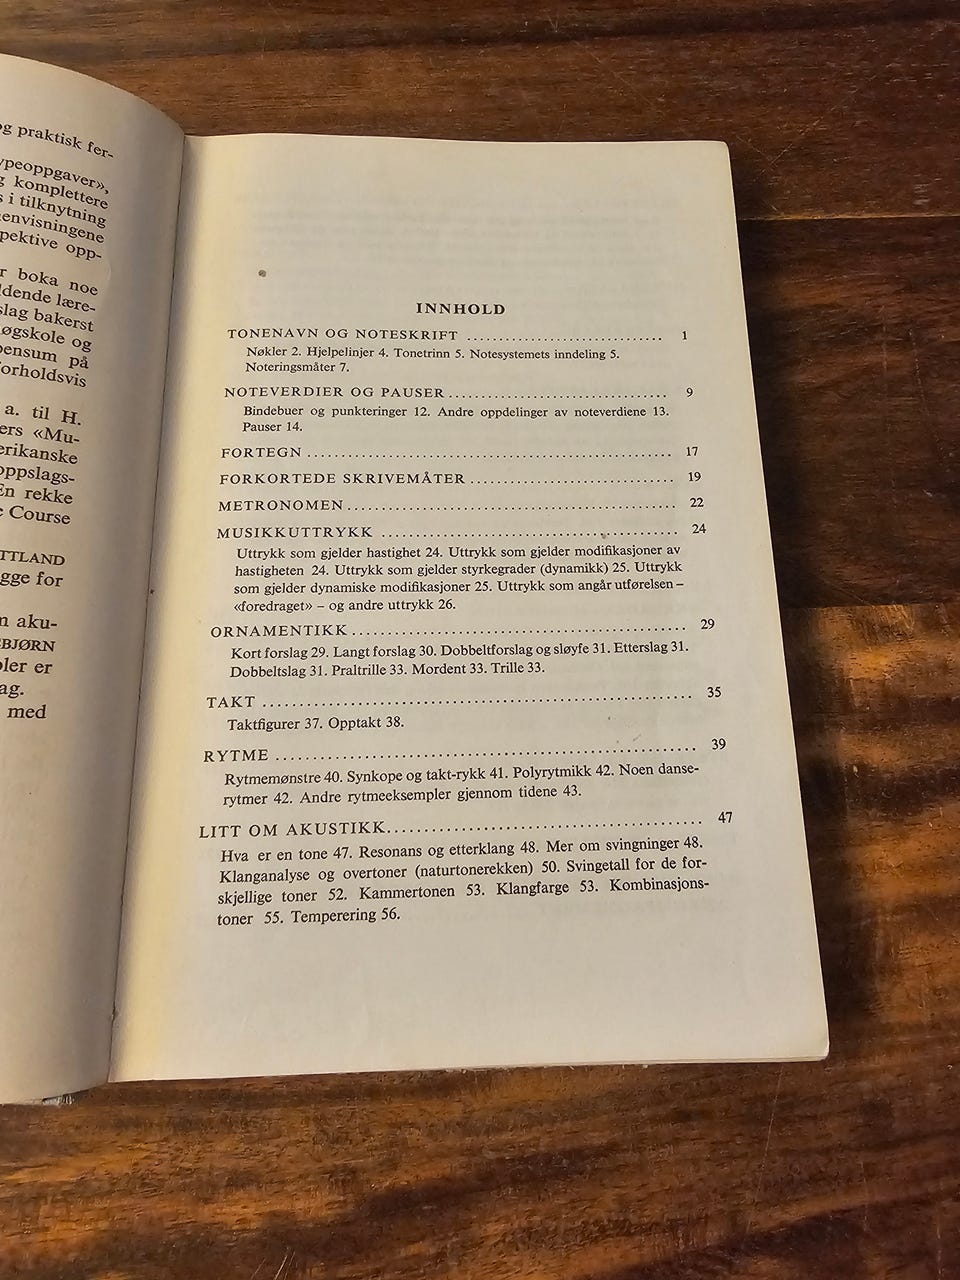 og praktisk fer-
ypeoppgaver»,
g komplettere
s i tilknytning
envisningene
pektive opp-
r boka noe
ldende lære-
slag bakerst
øgskole og
pensum på
forholdsvis
a. til H.
ers «Mu-
erikanske
oppslags-
En rekke
e Course
TTLAND
gge for
n aku-
EBJØRN
pler er
ag.
med
INNHOLD
TONENAVN OG NOTESKRIFT .............................. 1
Nøkler 2. Hjelpelinjer 4. Tonetrinn 5. Notesystemets inndeling 5.
Noteringsmåter 7.
NOTEVERDIER OG PAUSER .............................. 9
Bindebuer og punkteringer 12. Andre oppdelinger av noteverdiene 13.
Pauser 14.
FORTEGN .............................. 17
FORKORTEDE SKRIVEMÅTER .............................. 19
METRONOMEN .............................. 22
MUSIKKUTTRYKK .............................. 24
Uttrykk som gjelder hastighet 24. Uttrykk som gjelder modifikasjoner av
hastigheten 24. Uttrykk som gjelder styrkegrader (dynamikk) 25. Uttrykk
som gjelder dynamiske modifikasjoner 25. Uttrykk som angår utførelsen –
«foredraget» – og andre uttrykk 26.
ORNAMENTIKK .............................. 29
Kort forslag 29. Langt forslag 30. Dobbeltforslag og sløyfe 31. Etterslag 31.
Dobbeltslag 31. Praltrille 33. Mordent 33. Trille 33.
TAKT .............................. 35
Taktfigurer 37. Opptakt 38.
RYTME .............................. 39
Rytmemønstre 40. Synkope og takt-rykk 41. Polyrytmikk 42. Noen danse-
rytmer 42. Andre rytmeeksempler gjennom tidene 43.
LITT OM AKUSTIKK .............................. 47
Hva er en tone 47. Resonans og etterklang 48. Mer om svingninger 48.
Klanganalyse og overtoner (naturtonerekken) 50. Svingetall for de for-
skjellige toner 52. Kammertonen 53. Klangfarge 53. Kombinasjons-
toner 55. Temperering 56.